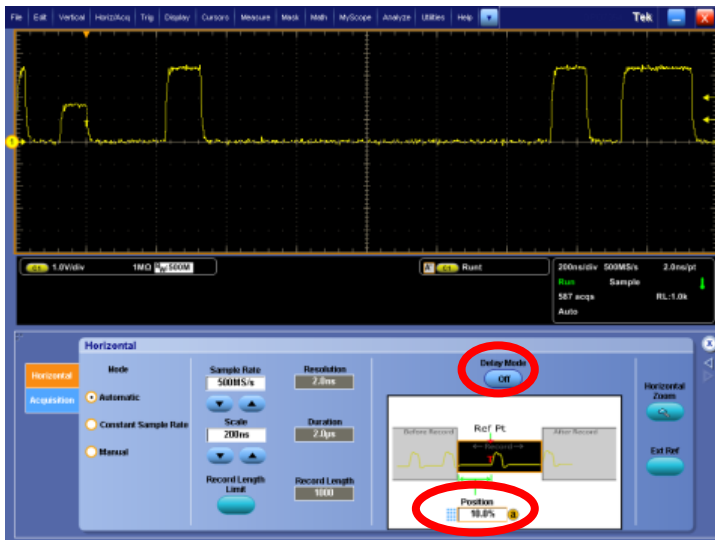 File Edit Vertical Horiz/Acq Trig Display Cursors Measure Mask Math MyScope Analyze Utilities Help Tek X
1
C1 1.0V/div 1MΩ BW:500M
A' C1 Runt
200ns/div 500MS/s 2.0ns/pt
Run Sample
587 acqs RL:1.0k
Auto
Horizontal
X
Horizontal
Acquisition
Mode
Automatic
Constant Sample Rate
Manual
Sample Rate
500MS/s
Scale
200ns
Record Length
Limit
Resolution
2.0ns
Duration
2.0µs
Record Length
1000
Delay Mode
Off
Before Record
Ref Pt
Record
After Record
Position
10.0% a
Horizontal
Zoom
Ext Ref